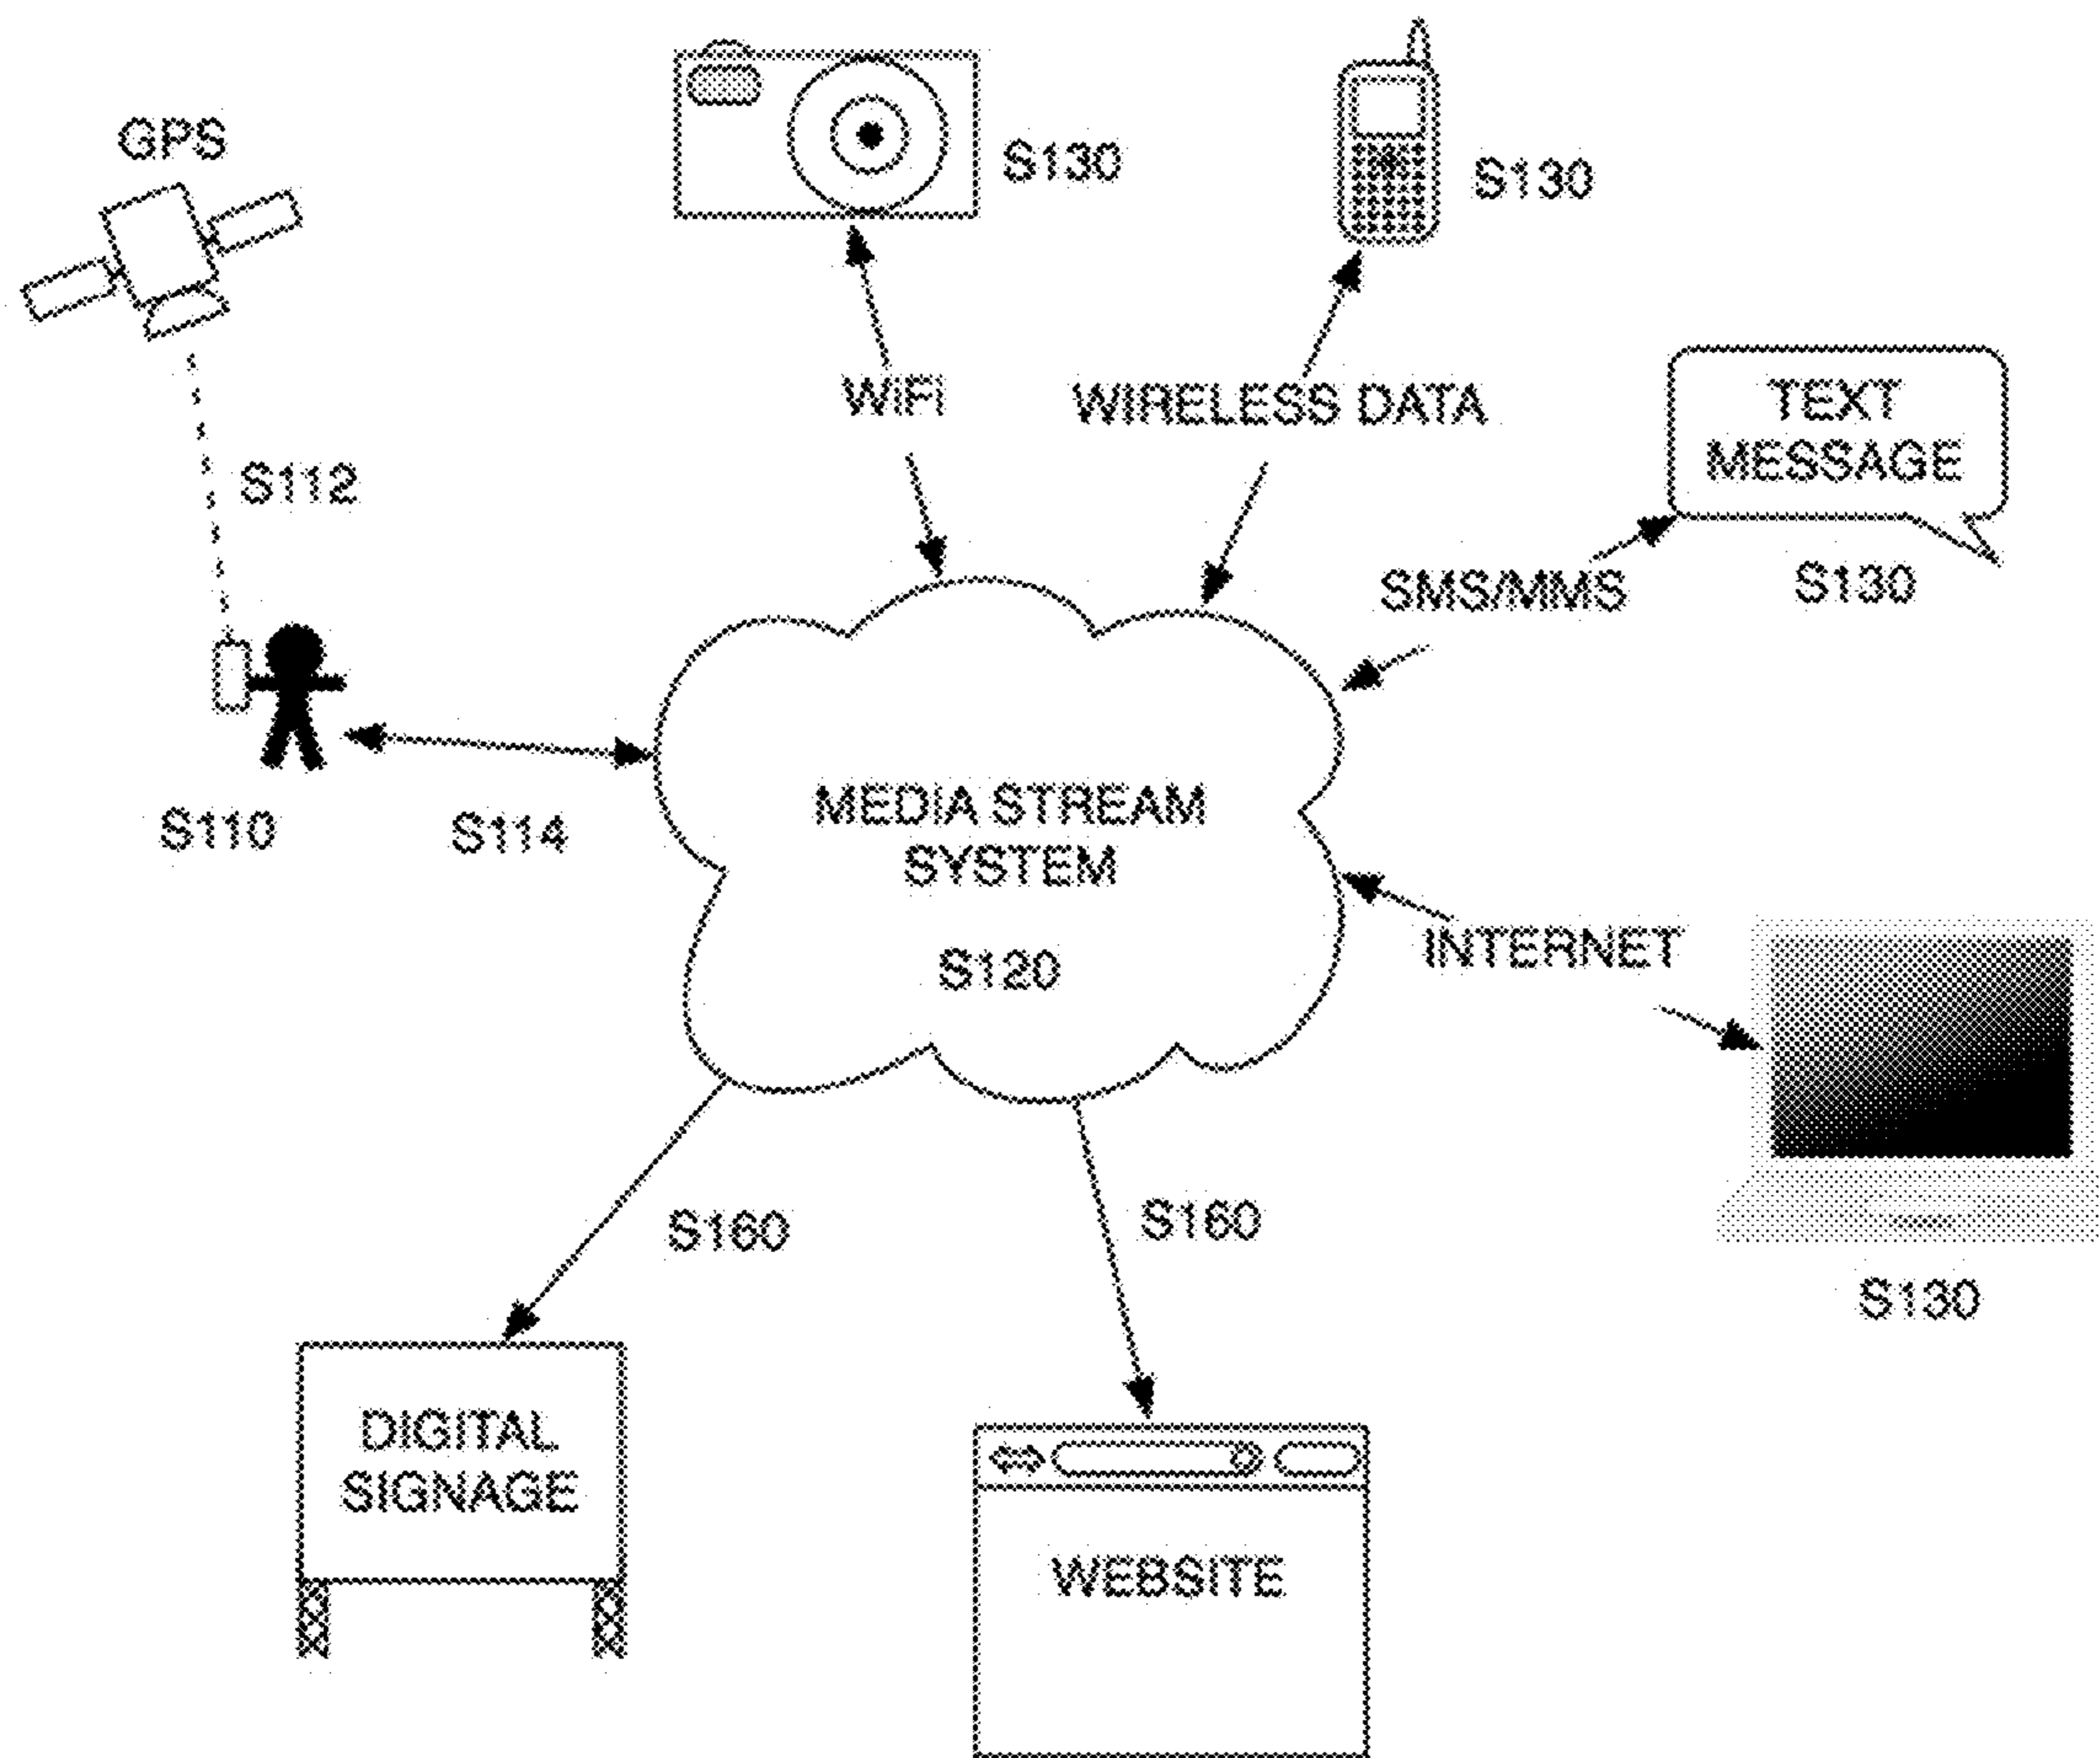 GPS
S130
S130
WiFi
WIRELESS DATA
TEXT
MESSAGE
S112
SMS/MMS
S130
MEDIA STREAM
SYSTEM
S110
S114
INTERNET
S120
S160
S160
S130
DIGITAL
SIGNAGE
WEBSITE